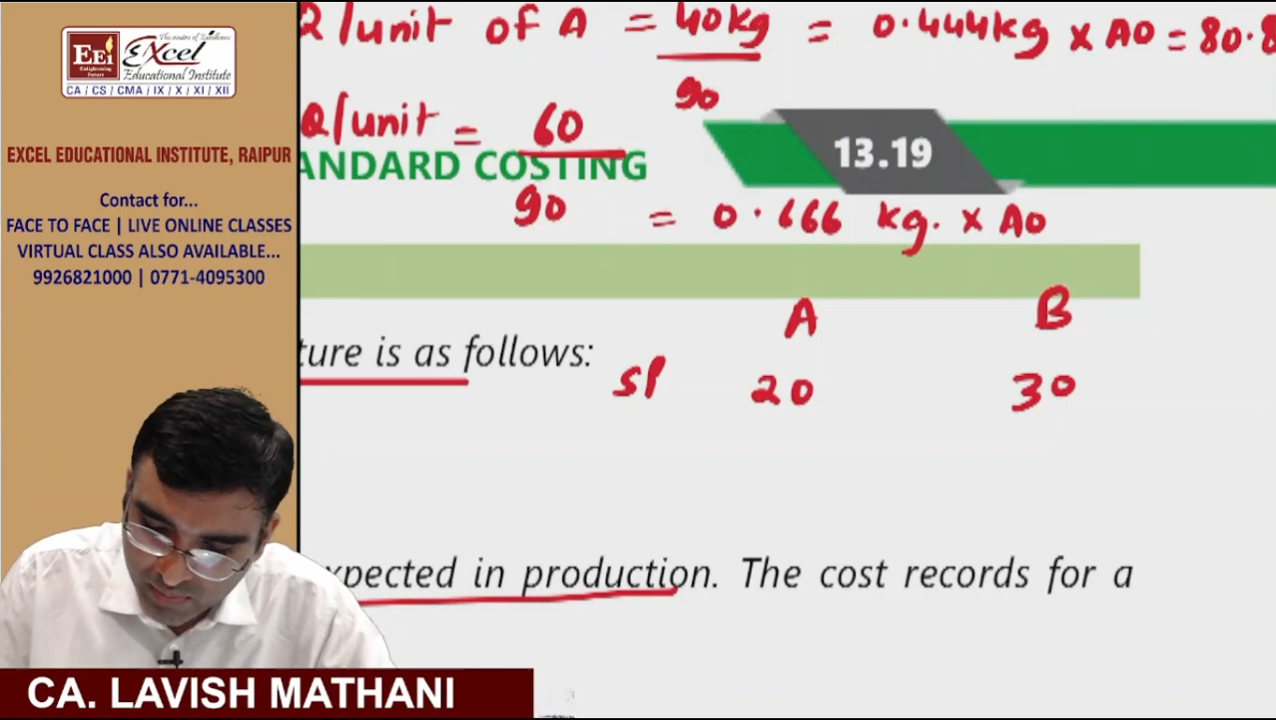 Q/unit of A = 40kg/90 = 0.444kg x AO = 80.8
The centre of Excellence
EEi
Excel
Educational Institute
CA / CS / CMA / IX / X / XI / XII
Q/unit = 60/90 = 0.666 kg. x AO
ANDARD COSTING
13.19
EXCEL EDUCATIONAL INSTITUTE, RAIPUR
Contact for...
FACE TO FACE | LIVE ONLINE CLASSES
VIRTUAL CLASS ALSO AVAILABLE...
9926821000 | 0771-4095300
A B
ture is as follows:
SP 20 30
xpected in production. The cost records for a
CA. LAVISH MATHANI